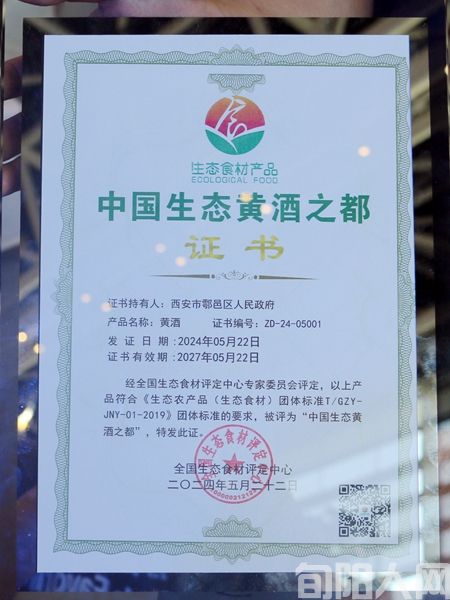 生态食材产品
ECOLOGICAL FOOD
中国生态黄酒之都
证书
证书持有人：西安市鄠邑区人民政府
产品名称：黄酒 证书编号：ZD-24-05001
发证日期：2024年05月22日
证书有效期：2027年05月22日
经全国生态食材评定中心专家委员会评定，以上产
品符合《生态农产品（生态食材）团体标准T/GZY-
JNY-01-2019》团体标准的要求，被评为“中国生态黄
酒之都”，特发此证。
全国生态食材评定中心
二〇二四年五月二十二日
旬阳人网